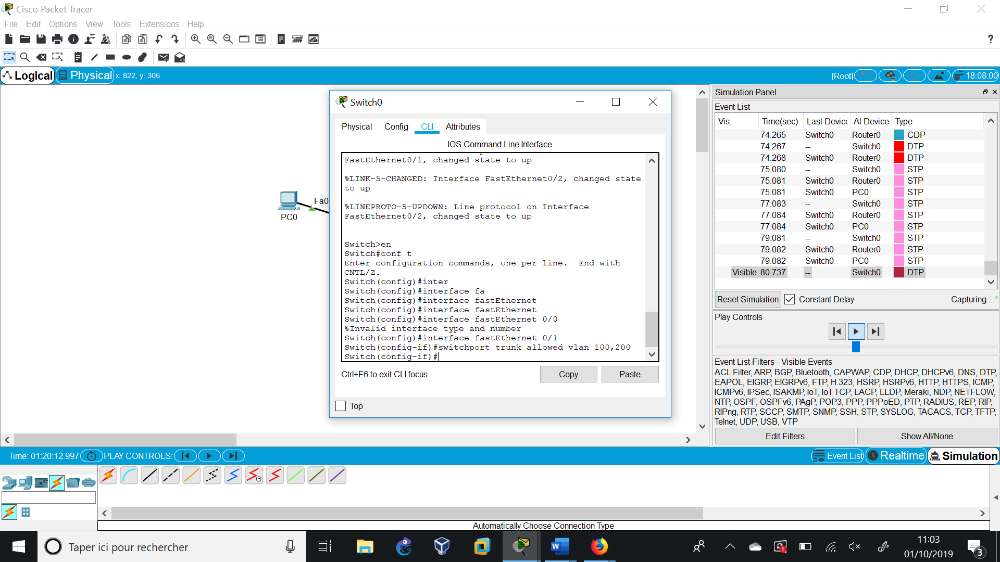 Cisco Packet Tracer
File Edit Options View Tools Extensions Help
?
Logical Physical x: 822, y: 306 [Root] 18:08:00
Fa0
PC0
Switch0
Physical Config CLI Attributes
IOS Command Line Interface
FastEthernet0/1, changed state to up
%LINK-5-CHANGED: Interface FastEthernet0/2, changed state
to up
%LINEPROTO-5-UPDOWN: Line protocol on Interface
FastEthernet0/2, changed state to up
Switch>en
Switch#conf t
Enter configuration commands, one per line. End with
CNTL/Z.
Switch(config)#inter
Switch(config)#interface fa
Switch(config)#interface fastEthernet
Switch(config)#interface fastEthernet
Switch(config)#interface fastEthernet 0/0
%Invalid interface type and number
Switch(config)#interface fastEthernet 0/1
Switch(config-if)#switchport trunk allowed vlan 100,200
Switch(config-if)#
Ctrl+F6 to exit CLI focus
Copy Paste
Top
Simulation Panel
Event List
Vis. Time(sec) Last Device At Device Type
74.265 Switch0 Router0 CDP
74.267 -- Switch0 DTP
74.268 Switch0 Router0 DTP
75.080 -- Switch0 STP
75.081 Switch0 Router0 STP
75.081 Switch0 PC0 STP
77.083 -- Switch0 STP
77.084 Switch0 Router0 STP
77.084 Switch0 PC0 STP
79.081 -- Switch0 STP
79.082 Switch0 Router0 STP
79.082 Switch0 PC0 STP
Visible 80.737 -- Switch0 DTP
Reset Simulation Constant Delay Capturing... *
Play Controls
Event List Filters - Visible Events
ACL Filter, ARP, BGP, Bluetooth, CAPWAP, CDP, DHCP, DHCPv6, DNS, DTP,
EAPOL, EIGRP, EIGRPv6, FTP, H.323, HSRP, HSRPv6, HTTP, HTTPS, ICMP,
ICMPv6, IPSec, ISAKMP, IoT, IoT TCP, LACP, LLDP, Meraki, NDP, NETFLOW,
NTP, OSPF, OSPFv6, PAgP, POP3, PPP, PPPoED, PTP, RADIUS, REP, RIP,
RIPng, RTP, SCCP, SMTP, SNMP, SSH, STP, SYSLOG, TACACS, TCP, TFTP,
Telnet, UDP, USB, VTP
Edit Filters Show All/None
Time: 01:20:12.997 PLAY CONTROLS: Event List Realtime Simulation
Automatically Choose Connection Type
Taper ici pour rechercher
11:03
01/10/2019
3